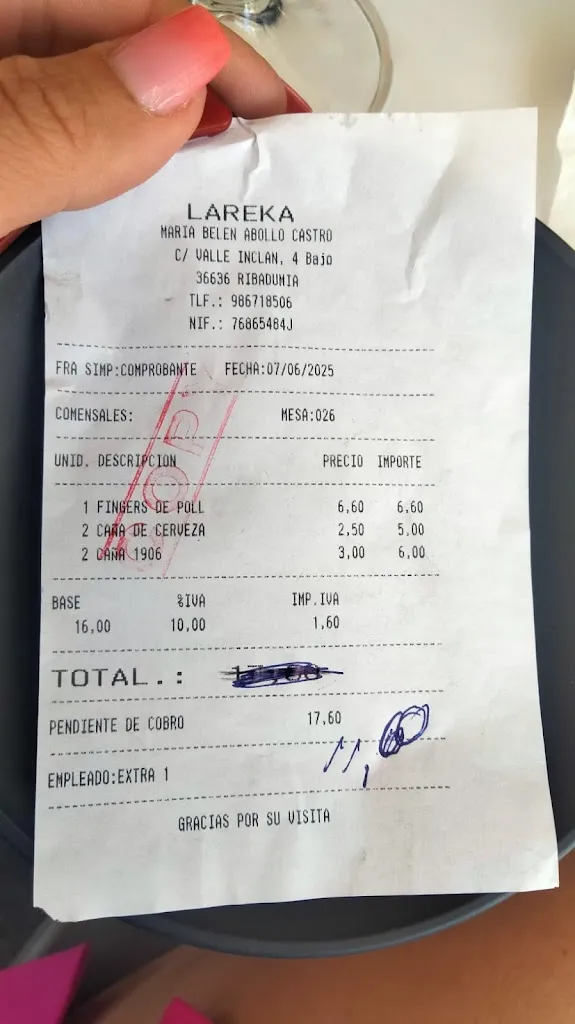 LAREKA
MARIA BELEN ABOLLO CASTRO
C/ VALLE INCLAN, 4 Bajo
36636 RIBADUMIA
TLF.: 986718506
NIF.: 76865484J
FRA SIMP:COMPROBANTE FECHA:07/06/2025
COMENSALES: MESA:026
UNID. DESCRIPCION PRECIO IMPORTE
1 FINGERS DE POLL 6,60 6,60
2 CAÑA DE CERVEZA 2,50 5,00
2 CAÑA 1906 3,00 6,00
COPI
BASE %IVA IMP.IVA
16,00 10,00 1,60
TOTAL.:
PENDIENTE DE COBRO 17,60
11,00
EMPLEADO:EXTRA 1
GRACIAS POR SU VISITA